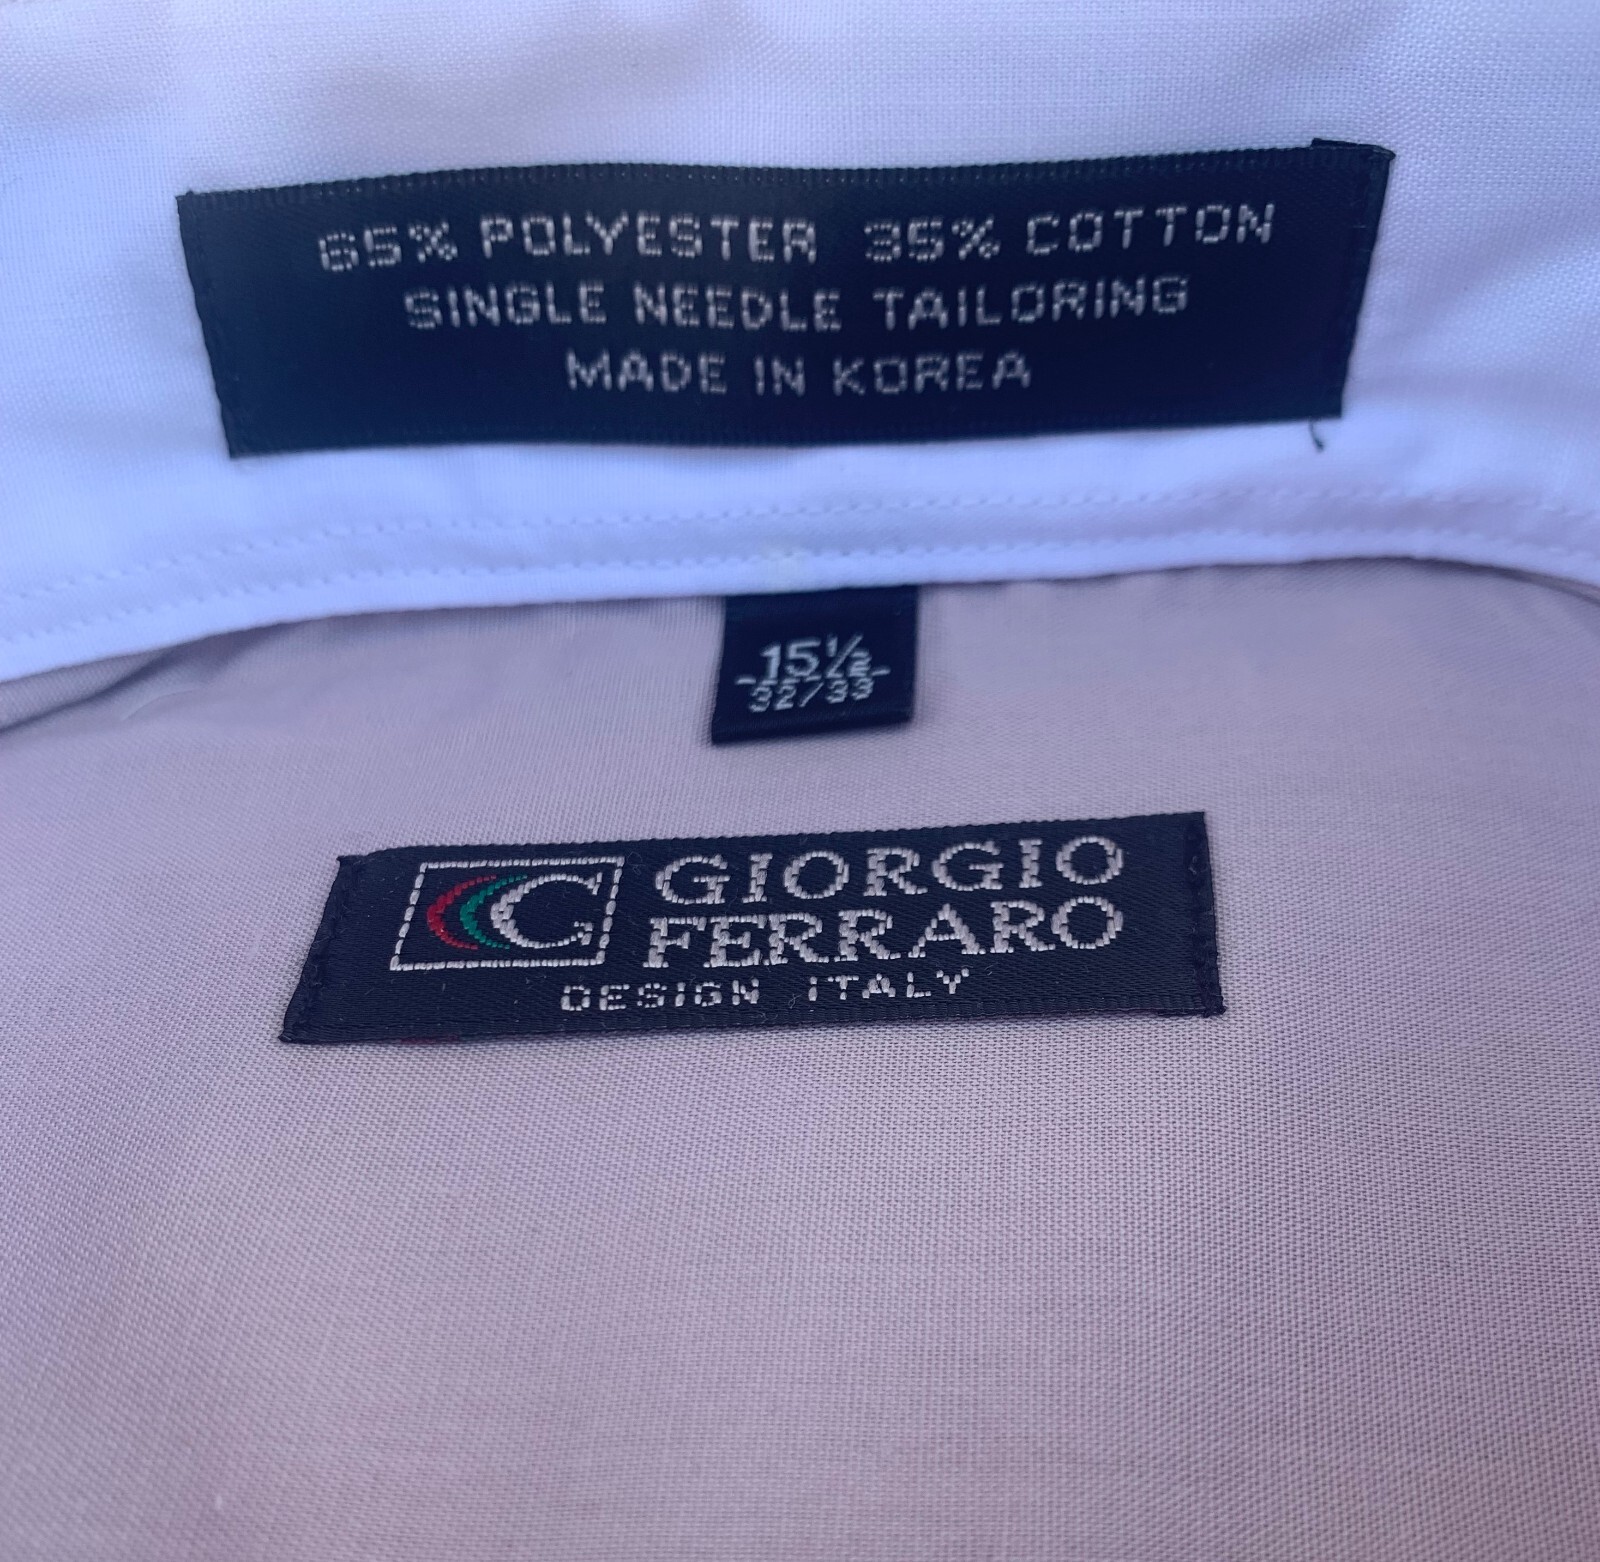 65% POLYESTER 35% COTTON
SINGLE NEEDLE TAILORING
MADE IN KOREA
15½
32/33
GIORGIO
FERRARO
DESIGN ITALY